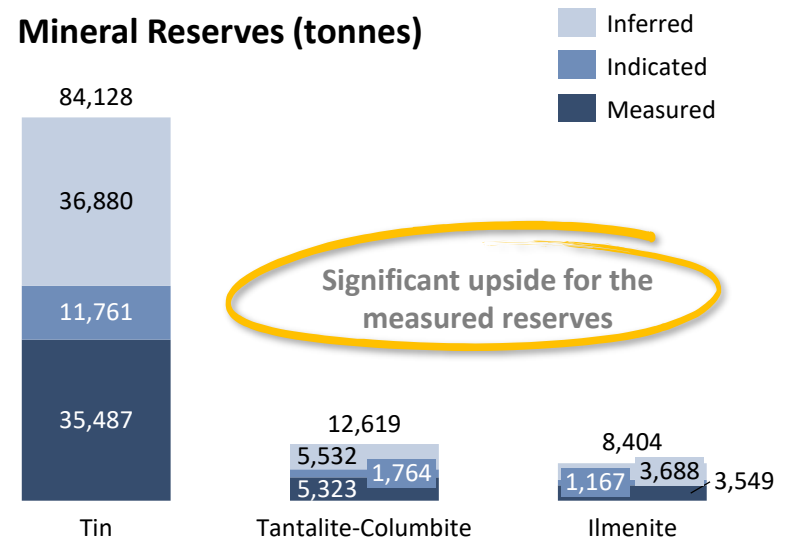 Mineral Reserves (tonnes)
Inferred
Indicated
Measured
84,128
36,880
11,761
35,487
Significant upside for the
measured reserves
12,619
5,532
1,764
5,323
8,404
3,688
1,167
3,549
Tin
Tantalite-Columbite
Ilmenite